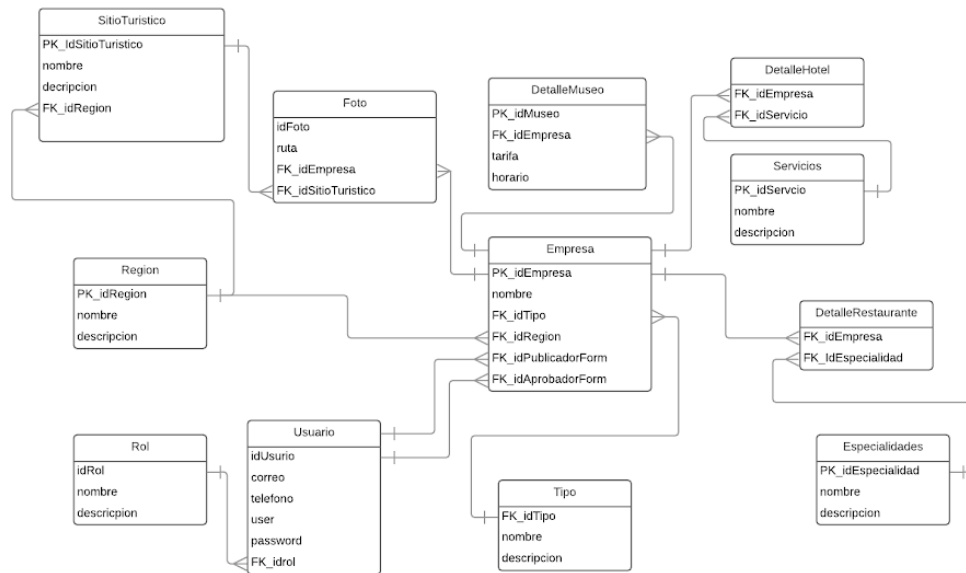 SitioTuristico
PK_IdSitioTuristico
nombre
decripcion
FK_idRegion
Foto
idFoto
ruta
FK_idEmpresa
FK_idSitioTuristico
DetalleMuseo
PK_idMuseo
FK_idEmpresa
tarifa
horario
DetalleHotel
FK_idEmpresa
FK_idServicio
Servicios
PK_idServcio
nombre
descripcion
Region
PK_idRegion
nombre
descripcion
Empresa
PK_idEmpresa
nombre
FK_idTipo
FK_idRegion
FK_idPublicadorForm
FK_idAprobadorForm
DetalleRestaurante
FK_idEmpresa
FK_IdEspecialidad
Rol
idRol
nombre
descricpion
Usuario
idUsurio
correo
telefono
user
password
FK_idrol
Tipo
FK_idTipo
nombre
descripcion
Especialidades
PK_idEspecialidad
nombre
descripcion